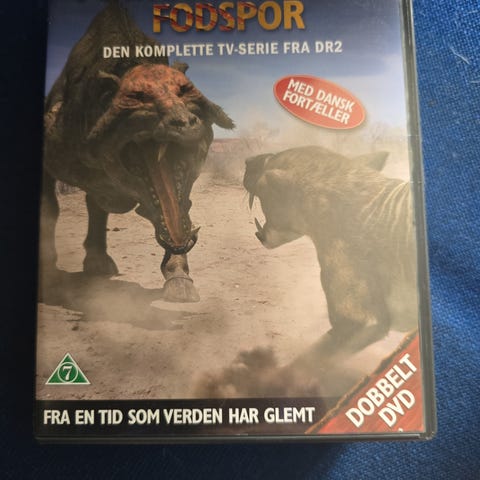 FODSPOR
DEN KOMPLETTE TV-SERIE FRA DR2
MED DANSK
FORTÆLLER
7
FRA EN TID SOM VERDEN HAR GLEMT
DOBBELT
DVD